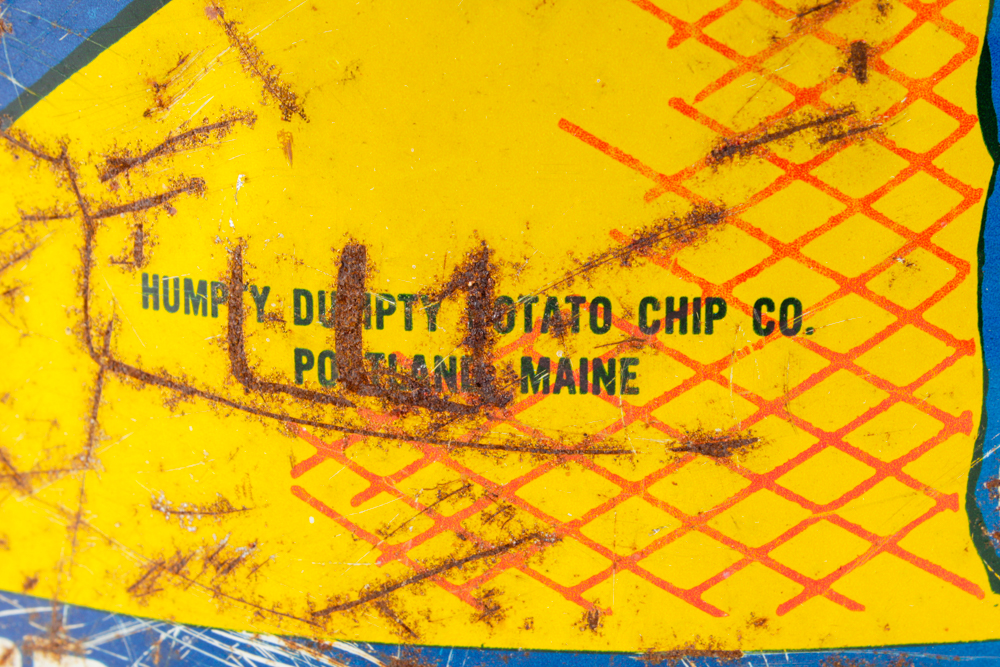 HUMPTY DUMPTY POTATO CHIP CO.
PORTLAND, MAINE